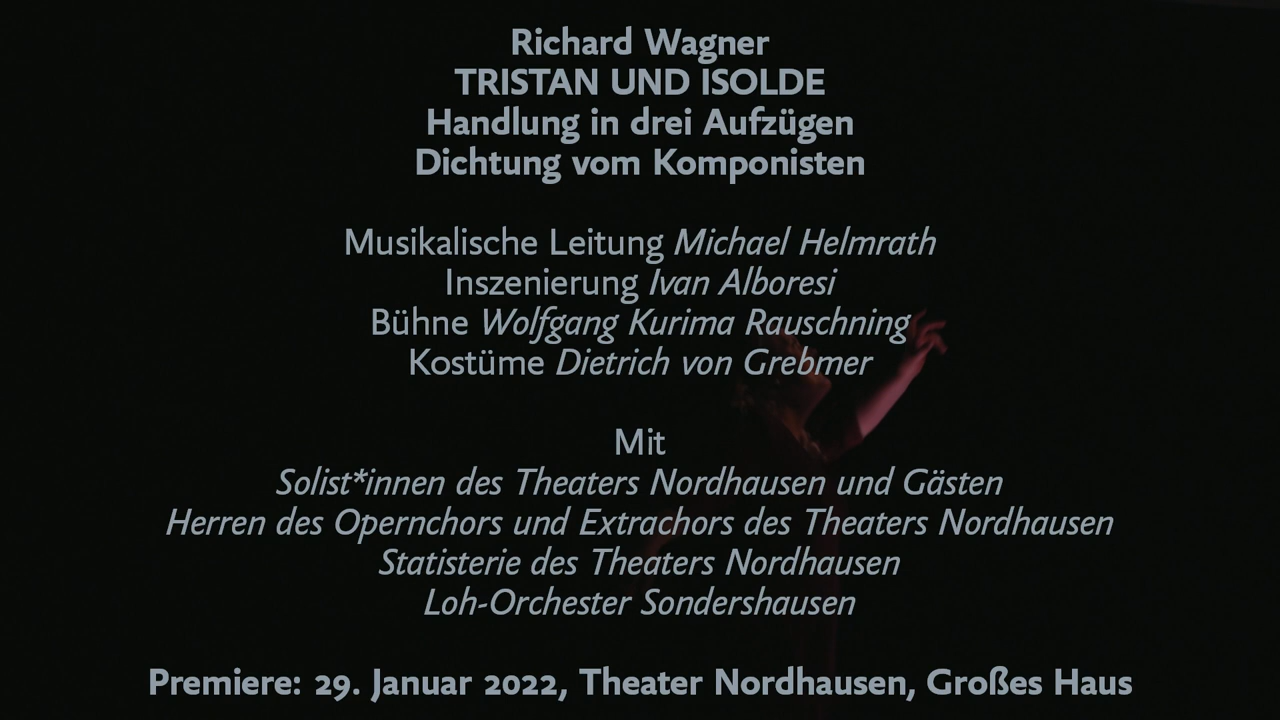 Richard Wagner
TRISTAN UND ISOLDE
Handlung in drei Aufzügen
Dichtung vom Komponisten
Musikalische Leitung Michael Helmrath
Inszenierung Ivan Alboresi
Bühne Wolfgang Kurima Rauschning
Kostüme Dietrich von Grebmer
Mit
Solist*innen des Theaters Nordhausen und Gästen
Herren des Opernchors und Extrachors des Theaters Nordhausen
Statisterie des Theaters Nordhausen
Loh-Orchester Sondershausen
Premiere: 29. Januar 2022, Theater Nordhausen, Großes Haus